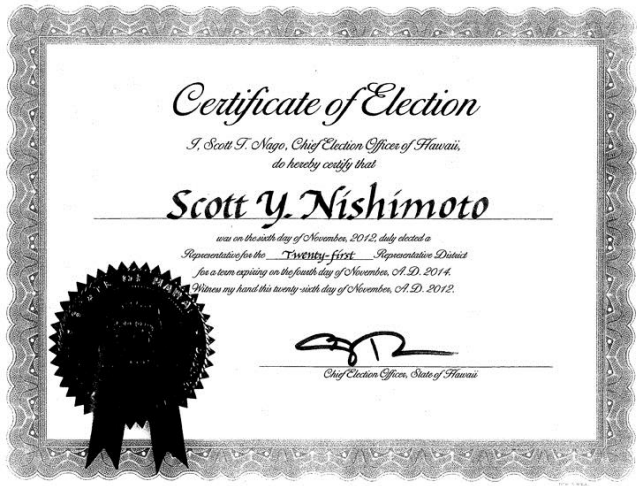 Certificate of Election
I, Scott T. Nago, Chief Election Officer of Hawaii,
do hereby certify that
Scott Y. Nishimoto
was on the sixth day of November, 2012, duly elected a
Representative for the Twenty-first Representative District
for a term expiring on the fourth day of November, A.D. 2014.
Witness my hand this twenty-sixth day of November, A.D. 2012.
Chief Election Officer, State of Hawaii